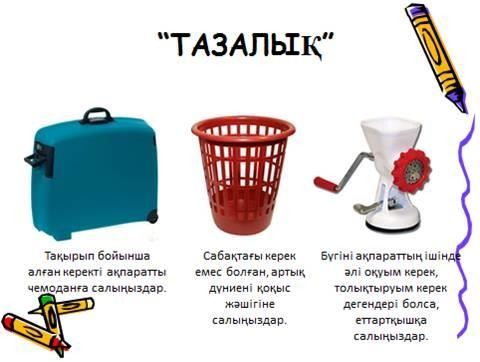 “ТАЗАЛЫҚ”
Тақырып бойынша
алған керекті ақпаратты
чемоданға салыңыздар.
Сабақтағы керек
емес болған, артық
дүниені қоқыс
жәшігіне
салыңыздар.
Бүгіні ақпараттың ішінде
әлі оқуым керек,
толықтыруым керек
дегендері болса,
еттартқышқа
салыңыздар.